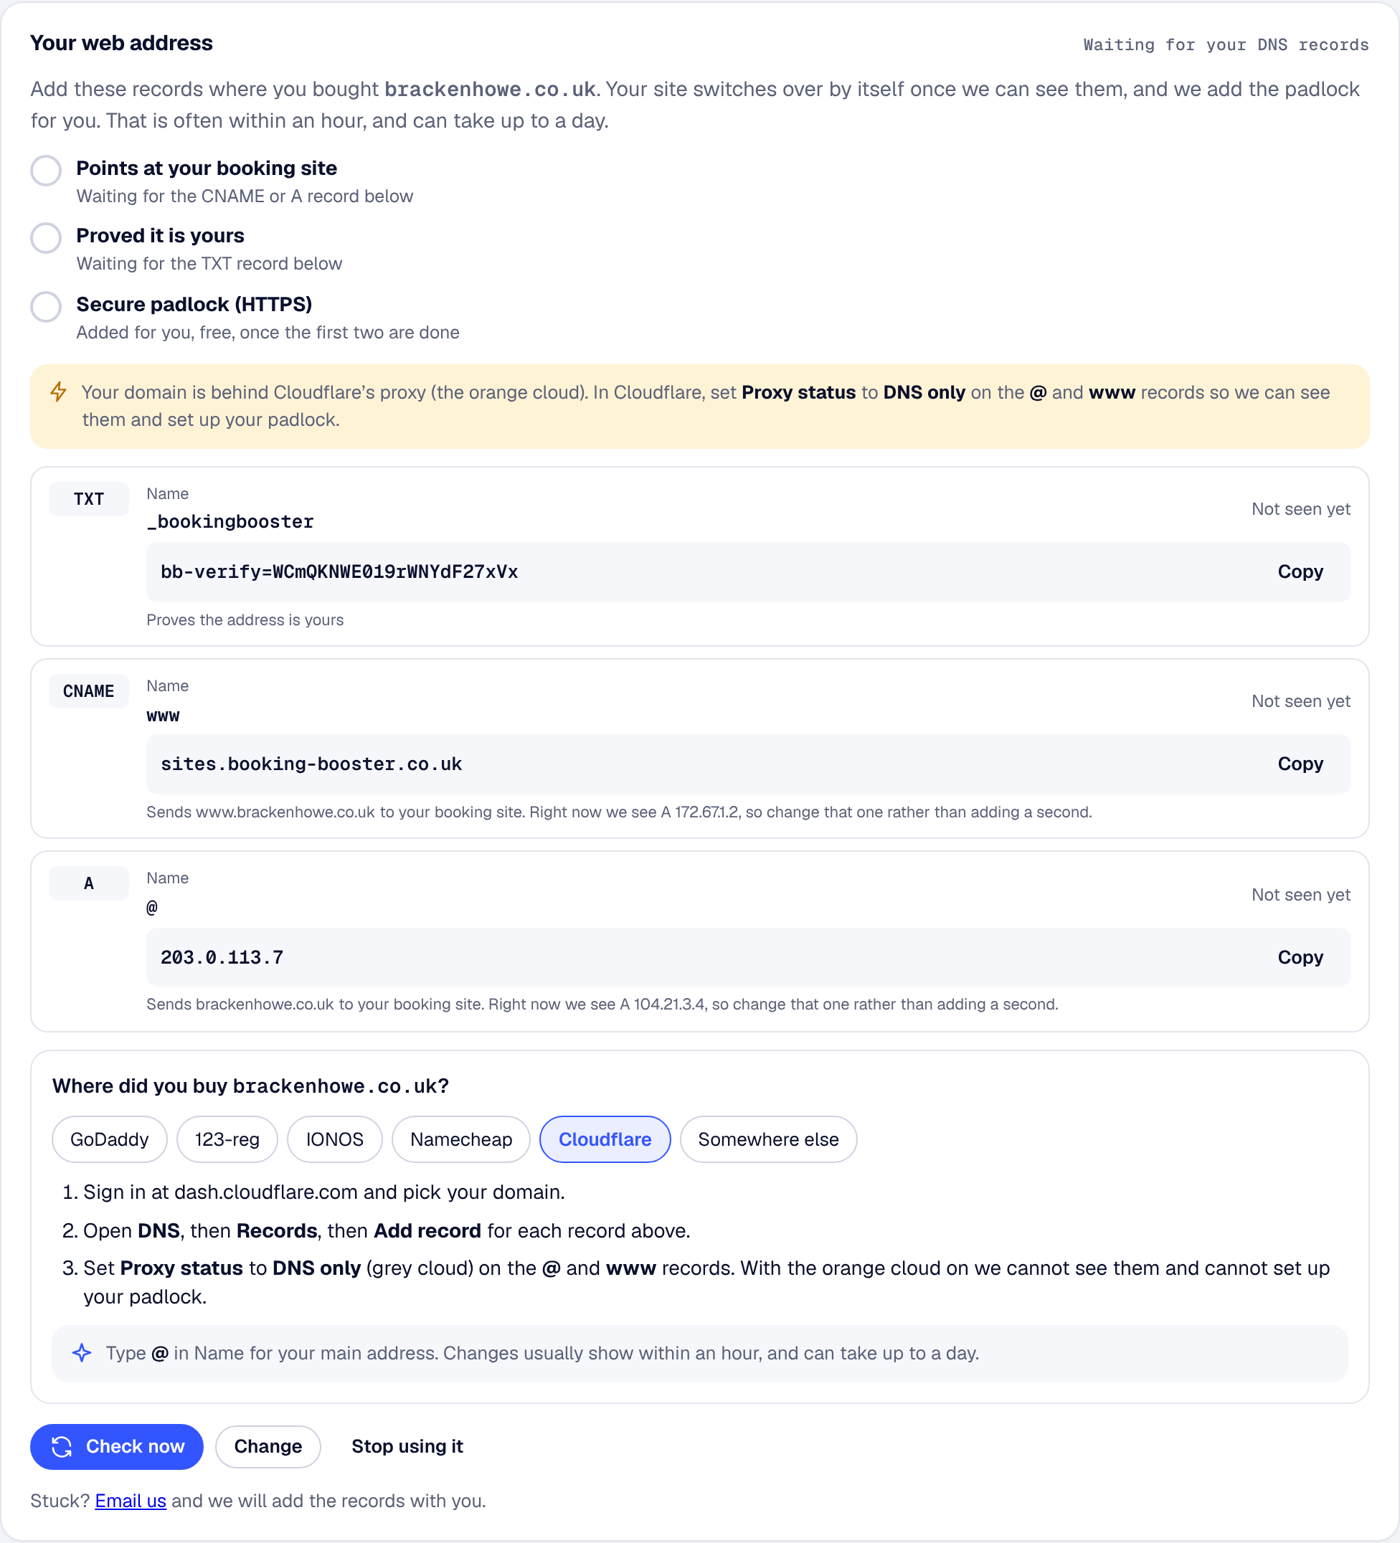 Your web address
Waiting for your DNS records
Add these records where you bought brackenhowe.co.uk. Your site switches over by itself once we can see them, and we add the padlock
for you. That is often within an hour, and can take up to a day.
Points at your booking site
Waiting for the CNAME or A record below
Proved it is yours
Waiting for the TXT record below
Secure padlock (HTTPS)
Added for you, free, once the first two are done
Your domain is behind Cloudflare’s proxy (the orange cloud). In Cloudflare, set Proxy status to DNS only on the @ and www records so we can see
them and set up your padlock.
TXT
Name
Not seen yet
_bookingbooster
bb-verify=WCmQKNWE019rWNYdF27xVx
Copy
Proves the address is yours
CNAME
Name
Not seen yet
www
sites.booking-booster.co.uk
Copy
Sends www.brackenhowe.co.uk to your booking site. Right now we see A 172.67.1.2, so change that one rather than adding a second.
A
Name
Not seen yet
@
203.0.113.7
Copy
Sends brackenhowe.co.uk to your booking site. Right now we see A 104.21.3.4, so change that one rather than adding a second.
Where did you buy brackenhowe.co.uk?
GoDaddy
123-reg
IONOS
Namecheap
Cloudflare
Somewhere else
1. Sign in at dash.cloudflare.com and pick your domain.
2. Open DNS, then Records, then Add record for each record above.
3. Set Proxy status to DNS only (grey cloud) on the @ and www records. With the orange cloud on we cannot see them and cannot set up
your padlock.
Type @ in Name for your main address. Changes usually show within an hour, and can take up to a day.
Check now
Change
Stop using it
Stuck? Email us and we will add the records with you.